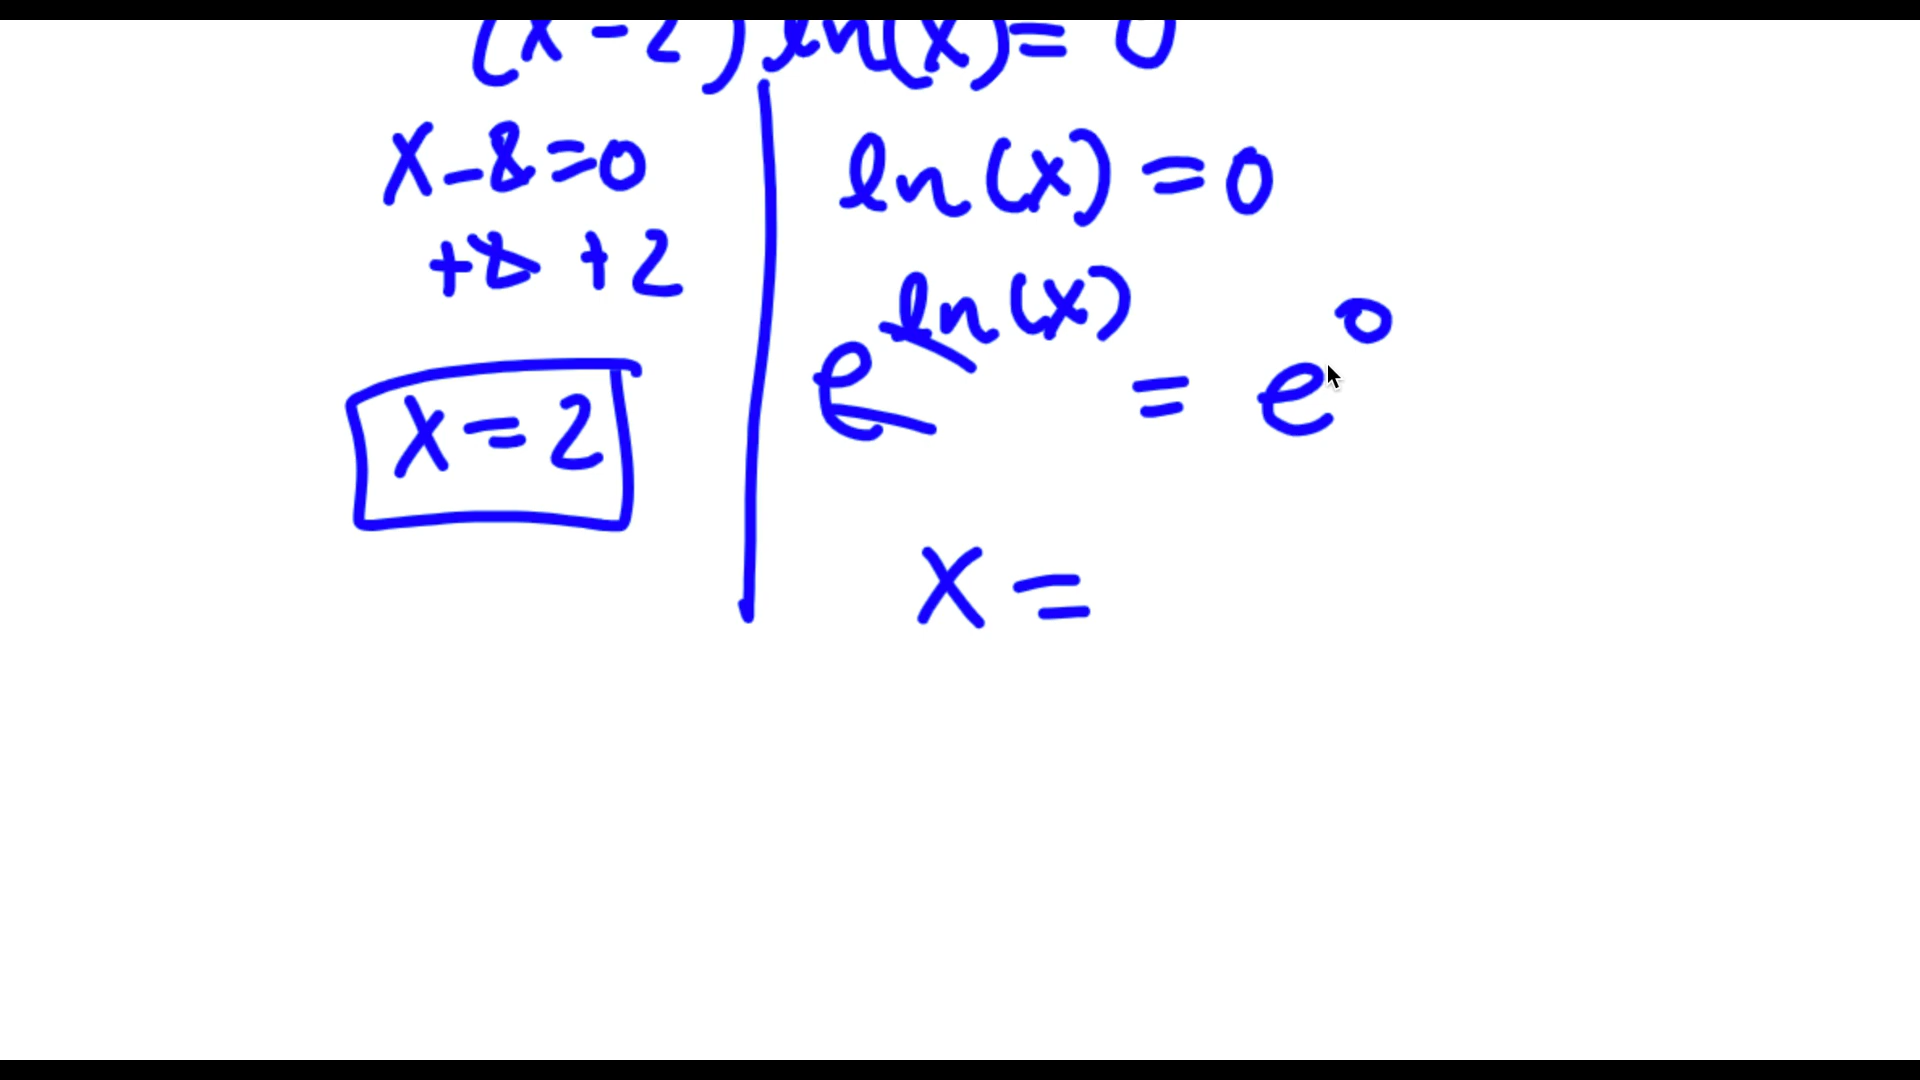 (x-2) ln(x) = 0
x-2=0
+2 +2
x=2
ln(x)=0
e^ln(x) = e^0
x=